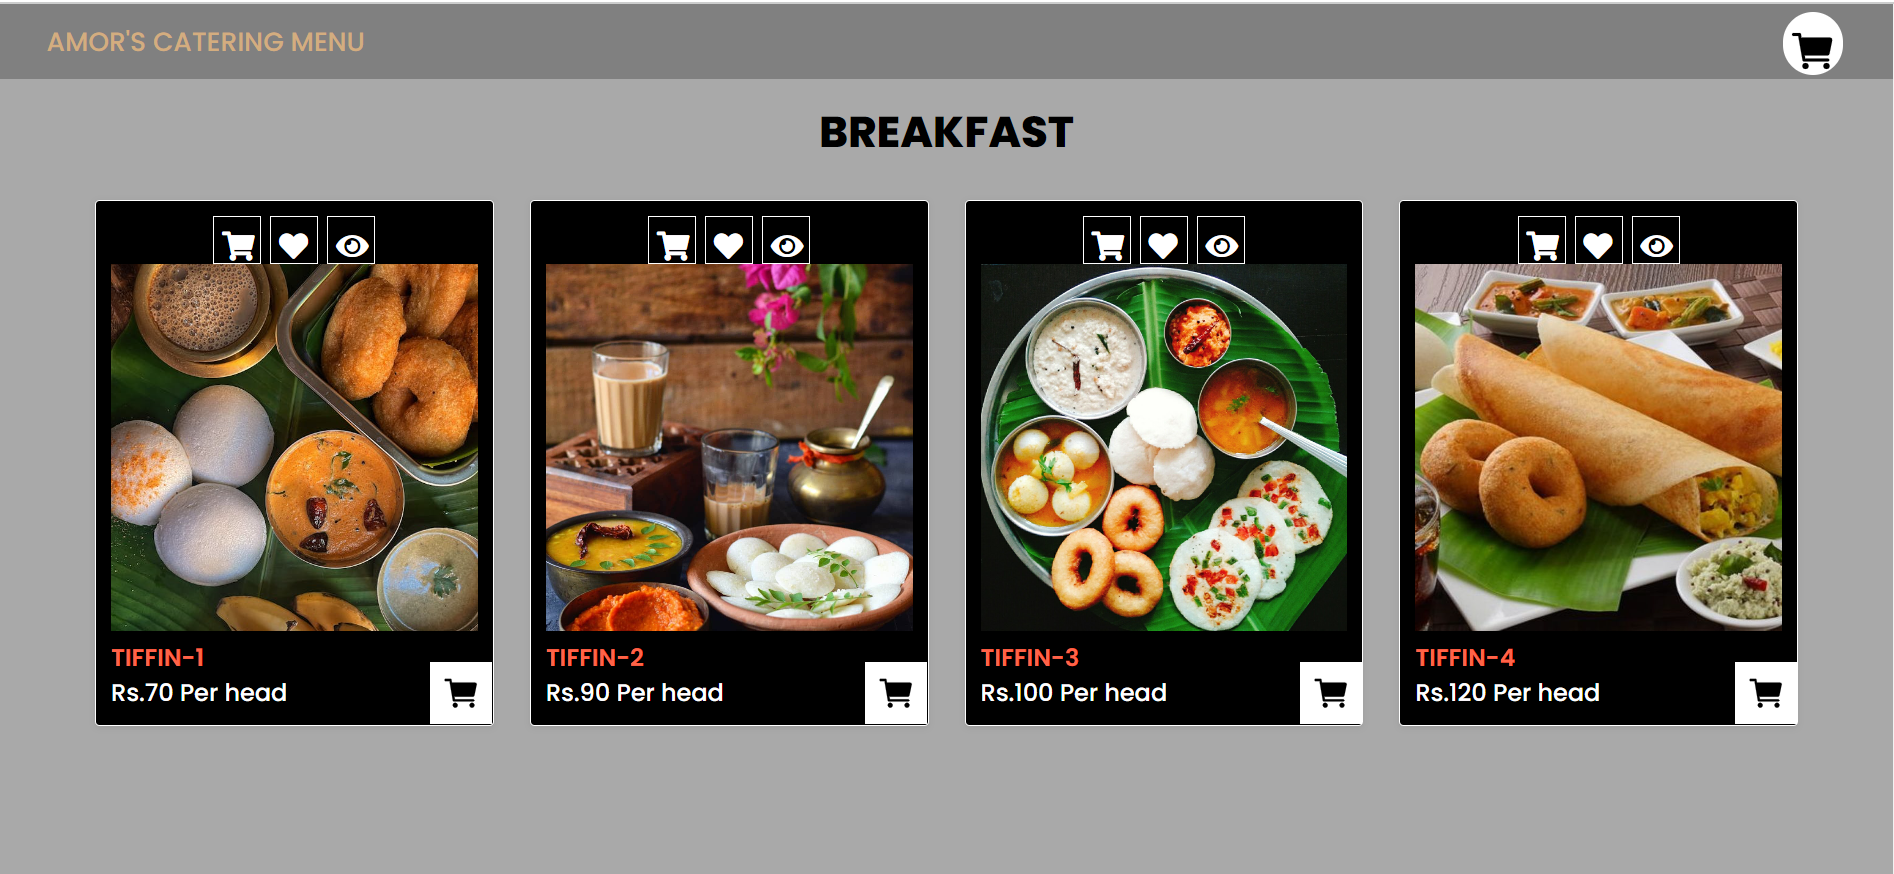 AMOR'S CATERING MENU
BREAKFAST
TIFFIN-1
Rs.70 Per head
TIFFIN-2
Rs.90 Per head
TIFFIN-3
Rs.100 Per head
TIFFIN-4
Rs.120 Per head